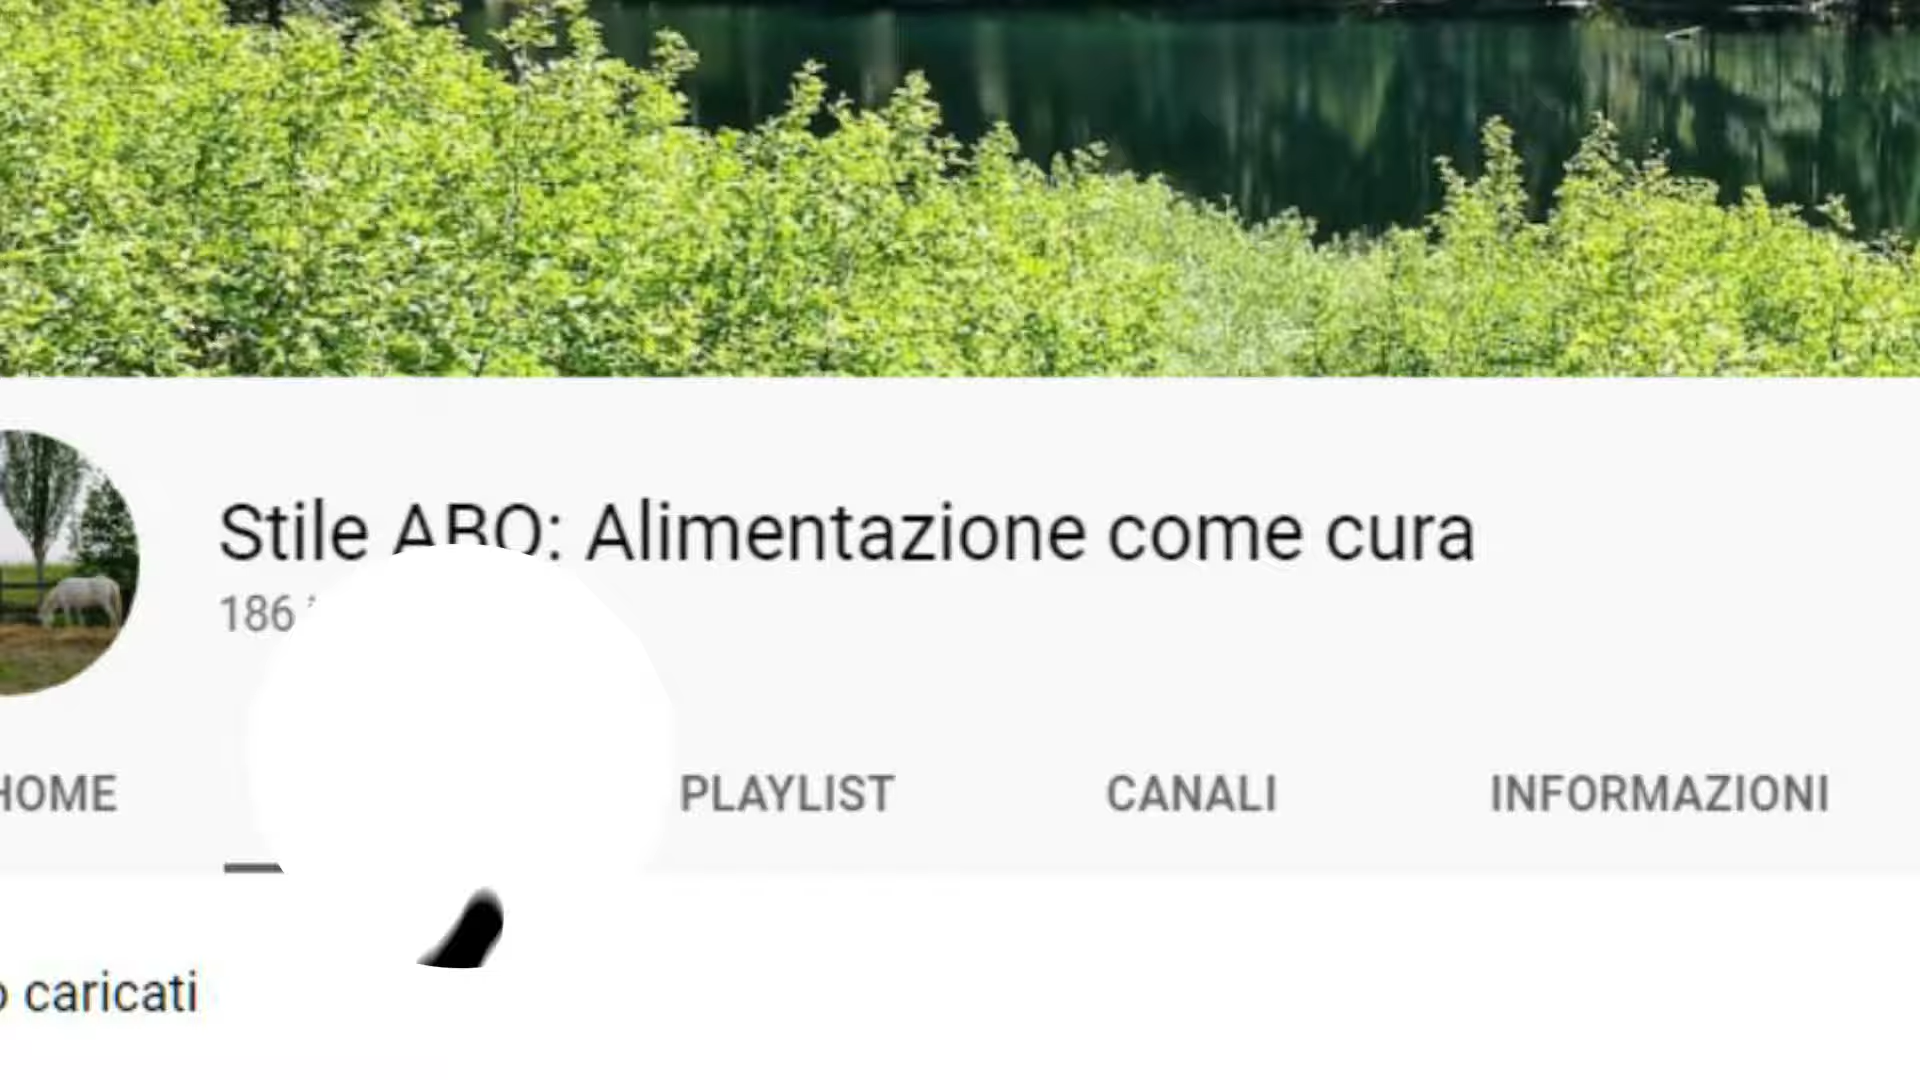 Stile ABO: Alimentazione come cura
186
HOME PLAYLIST CANALI INFORMAZIONI
caricati